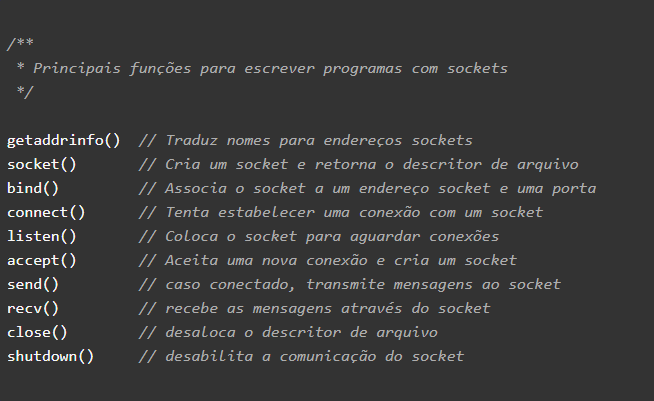 /**
 * Principais funções para escrever programas com sockets
 */
getaddrinfo()  // Traduz nomes para endereços sockets
socket()       // Cria um socket e retorna o descritor de arquivo
bind()         // Associa o socket a um endereço socket e uma porta
connect()      // Tenta estabelecer uma conexão com um socket
listen()       // Coloca o socket para aguardar conexões
accept()       // Aceita uma nova conexão e cria um socket
send()         // caso conectado, transmite mensagens ao socket
recv()         // recebe as mensagens através do socket
close()        // desaloca o descritor de arquivo
shutdown()     // desabilita a comunicação do socket